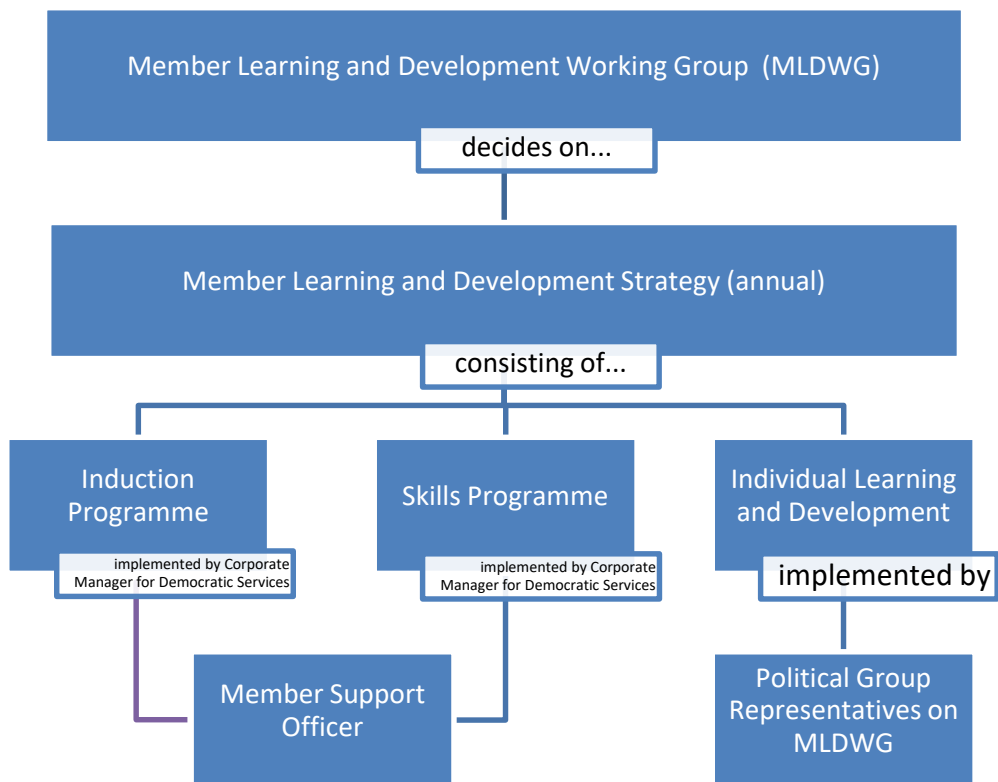 Member Learning and Development Working Group (MLDWG)
decides on...
Member Learning and Development Strategy (annual)
consisting of...
Induction
Programme
implemented by Corporate
Manager for Democratic Services
Skills Programme
implemented by Corporate
Manager for Democratic Services
Individual Learning
and Development
implemented by
Member Support
Officer
Political Group
Representatives on
MLDWG